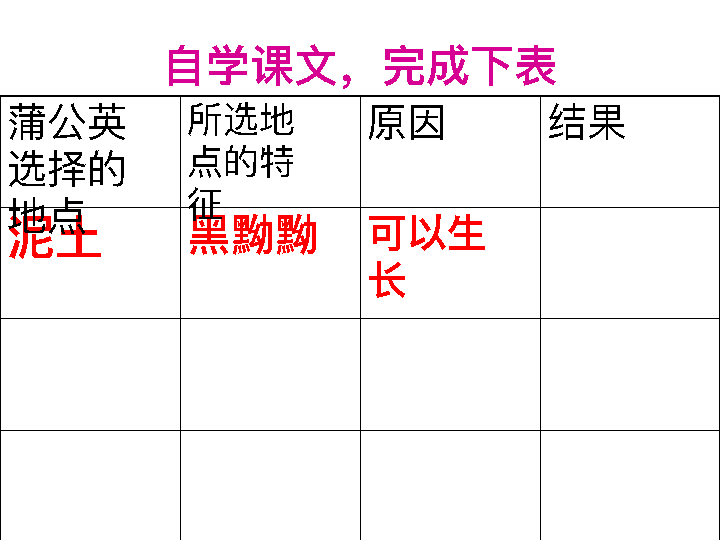 自学课文，完成下表
蒲公英
选择的
地点
所选地
点的特
征
原因
结果
泥土
黑黝黝
可以生
长